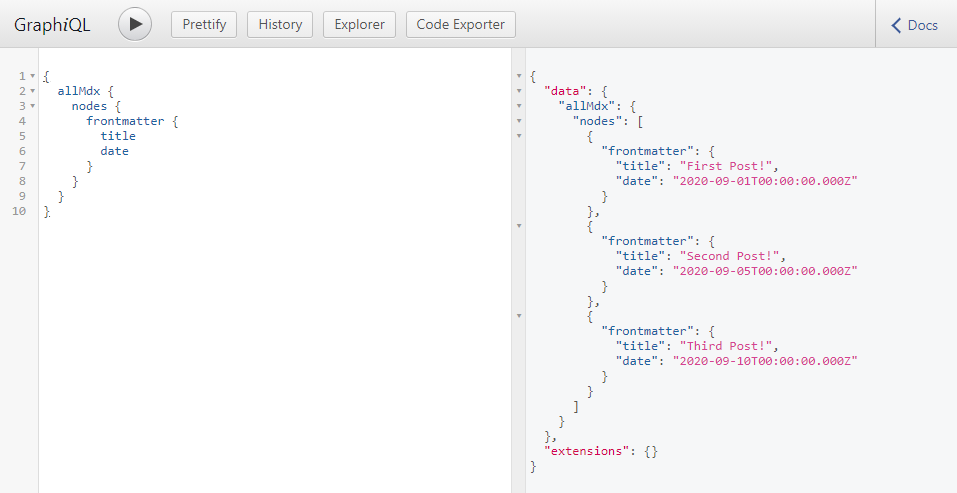 GraphiQL Prettify History Explorer Code Exporter Docs
1 {
2 allMdx {
3 nodes {
4 frontmatter {
5 title
6 date
7 }
8 }
9 }
10 }
{
"data": {
"allMdx": {
"nodes": [
{
"frontmatter": {
"title": "First Post!",
"date": "2020-09-01T00:00:00.000Z"
}
},
{
"frontmatter": {
"title": "Second Post!",
"date": "2020-09-05T00:00:00.000Z"
}
},
{
"frontmatter": {
"title": "Third Post!",
"date": "2020-09-10T00:00:00.000Z"
}
}
]
}
},
"extensions": {}
}